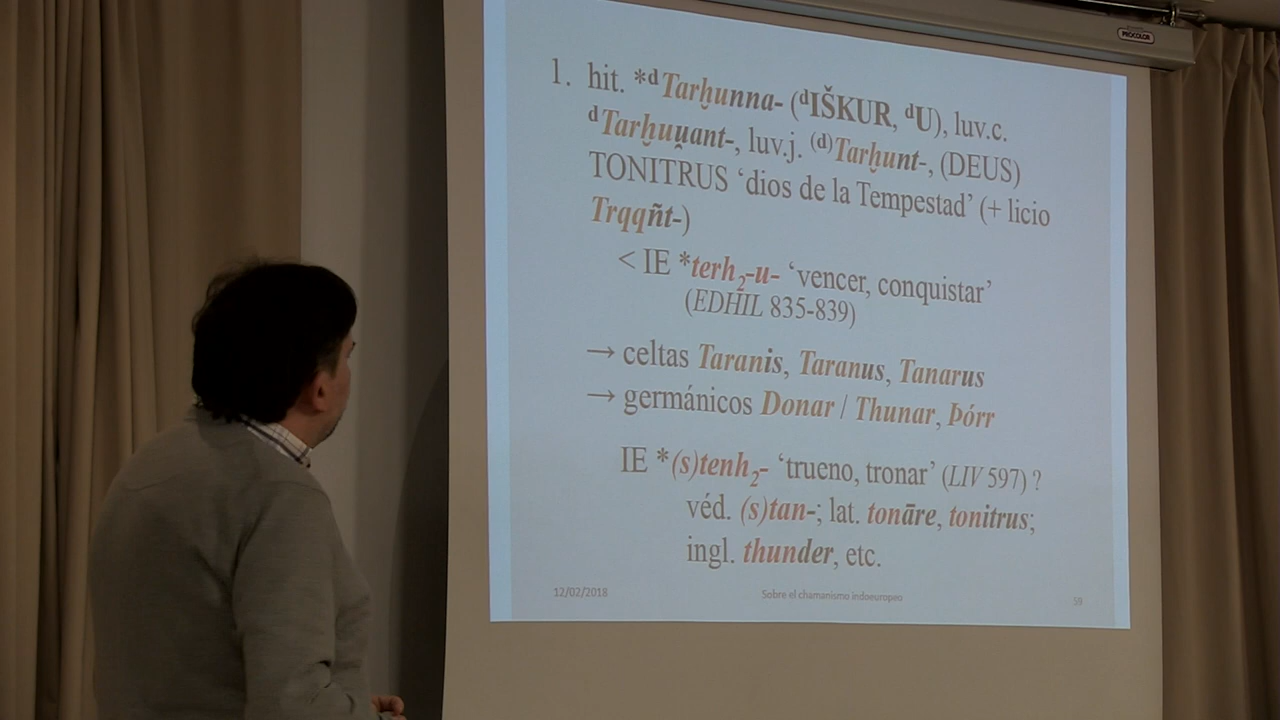 PROCOLOR
1. hit. *ᵈTarḫunna- (ᵈIŠKUR, ᵈU), luv.c.
ᵈTarḫuu̯ant-, luv.j. ⁽ᵈ⁾Tarḫunt-, (DEUS)
TONITRUS ‘dios de la Tempestad’ (+ licio
Trqqñt-)
< IE *terh₂-u- ‘vencer, conquistar’
(EDHIL 835-839)
→ celtas Taranis, Taranus, Tanarus
→ germánicos Donar / Thunar, Þórr
IE *(s)tenh₂- ‘trueno, tronar’ (LIV 597) ?
véd. (s)tan-; lat. tonāre, tonitrus;
ingl. thunder, etc.
12/02/2018 Sobre el chamanismo indoeuropeo 59